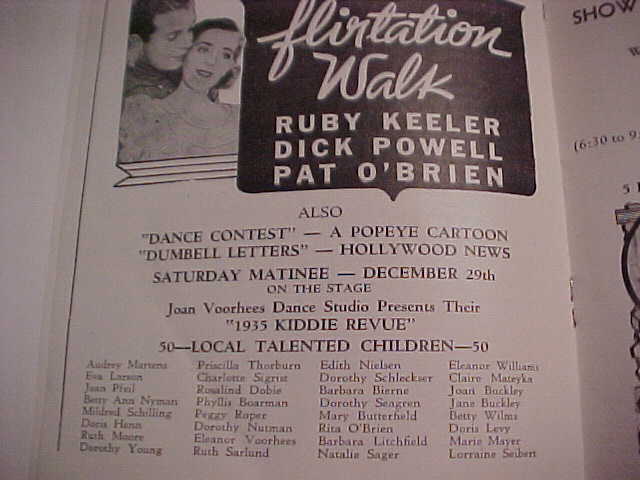 flirtation
Walk
RUBY KEELER
DICK POWELL
PAT O'BRIEN
ALSO
"DANCE CONTEST" — A POPEYE CARTOON
"DUMBELL LETTERS" — HOLLYWOOD NEWS
SATURDAY MATINEE — DECEMBER 29th
ON THE STAGE
Joan Voorhees Dance Studio Presents Their
"1935 KIDDIE REVUE"
50—LOCAL TALENTED CHILDREN—50
Audrey Martens
Eva Larson
Joan Pfeil
Betty Ann Nyman
Mildred Schilling
Doris Henn
Ruth Moore
Dorothy Young
Priscilla Thorburn
Charlotte Sigrist
Rosalind Dobie
Phyllis Boarman
Peggy Roper
Dorothy Nutman
Eleanor Voorhees
Ruth Sarlund
Edith Nielsen
Dorothy Schleckser
Barbara Bierne
Dorothy Seagren
Mary Butterfield
Rita O'Brien
Barbara Litchfield
Natalie Sager
Eleanor Williams
Claire Mateyka
Joan Buckley
Jane Buckley
Betty Wilms
Doris Levy
Marie Mayer
Lorraine Seibert
SHOW
(6:30 to 9:
5